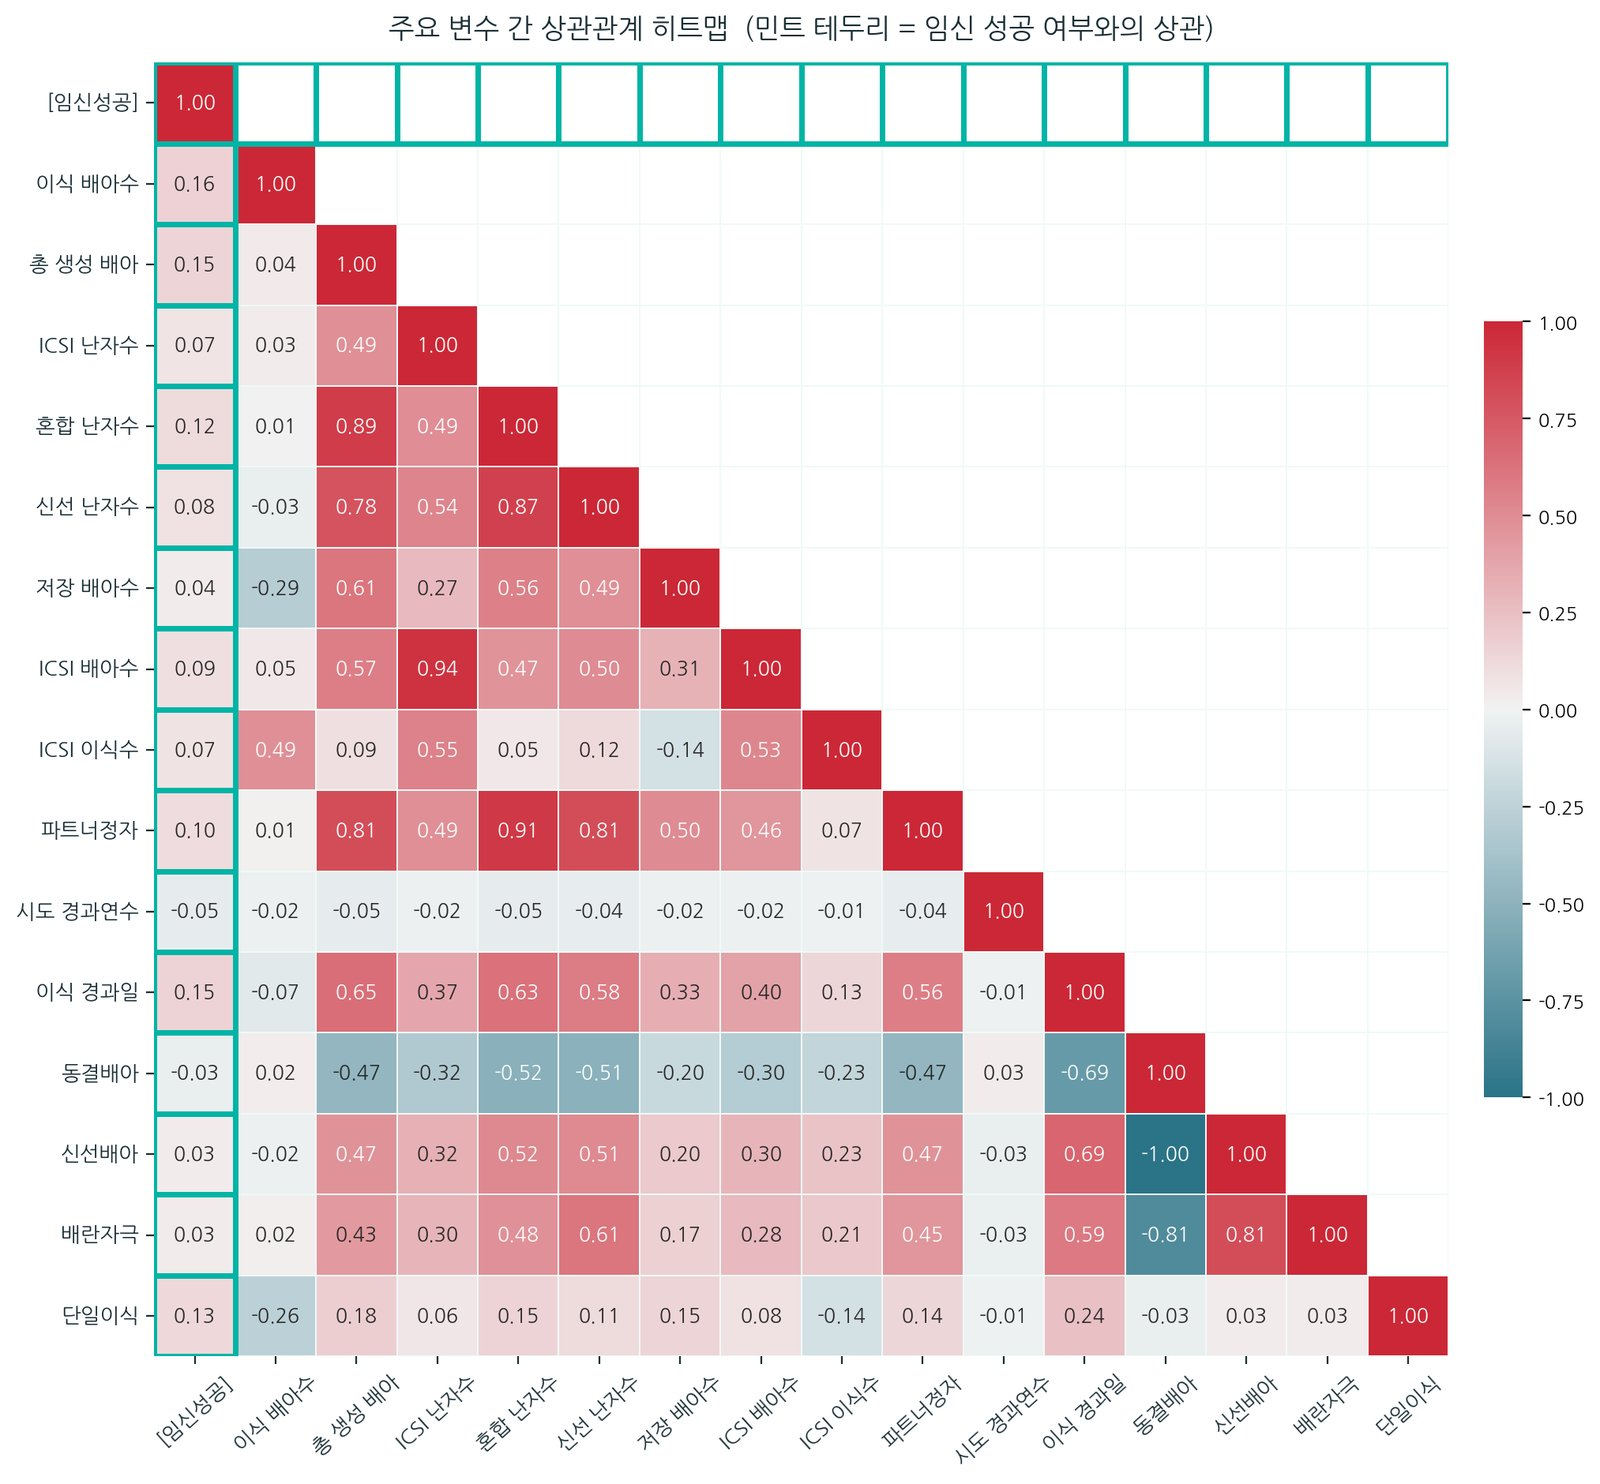 주요 변수 간 상관관계 히트맵 (민트 테두리 = 임신 성공 여부와의 상관)
[임신성공] 1.00
이식 배아수 0.16 1.00
총 생성 배아 0.15 0.04 1.00
ICSI 난자수 0.07 0.03 0.49 1.00
혼합 난자수 0.12 0.01 0.89 0.49 1.00
신선 난자수 0.08 -0.03 0.78 0.54 0.87 1.00
저장 배아수 0.04 -0.29 0.61 0.27 0.56 0.49 1.00
ICSI 배아수 0.09 0.05 0.57 0.94 0.47 0.50 0.31 1.00
ICSI 이식수 0.07 0.49 0.09 0.55 0.05 0.12 -0.14 0.53 1.00
파트너정자 0.10 0.01 0.81 0.49 0.91 0.81 0.50 0.46 0.07 1.00
시도 경과연수 -0.05 -0.02 -0.05 -0.02 -0.05 -0.04 -0.02 -0.02 -0.01 -0.04 1.00
이식 경과일 0.15 -0.07 0.65 0.37 0.63 0.58 0.33 0.40 0.13 0.56 -0.01 1.00
동결배아 -0.03 0.02 -0.47 -0.32 -0.52 -0.51 -0.20 -0.30 -0.23 -0.47 0.03 -0.69 1.00
신선배아 0.03 -0.02 0.47 0.32 0.52 0.51 0.20 0.30 0.23 0.47 -0.03 0.69 -1.00 1.00
배란자극 0.03 0.02 0.43 0.30 0.48 0.61 0.17 0.28 0.21 0.45 -0.03 0.59 -0.81 0.81 1.00
단일이식 0.13 -0.26 0.18 0.06 0.15 0.11 0.15 0.08 -0.14 0.14 -0.01 0.24 -0.03 0.03 0.03 1.00
[임신성공] 이식 배아수 총 생성 배아 ICSI 난자수 혼합 난자수 신선 난자수 저장 배아수 ICSI 배아수 ICSI 이식수 파트너정자 시도 경과연수 이식 경과일 동결배아 신선배아 배란자극 단일이식
1.00
0.75
0.50
0.25
0.00
-0.25
-0.50
-0.75
-1.00